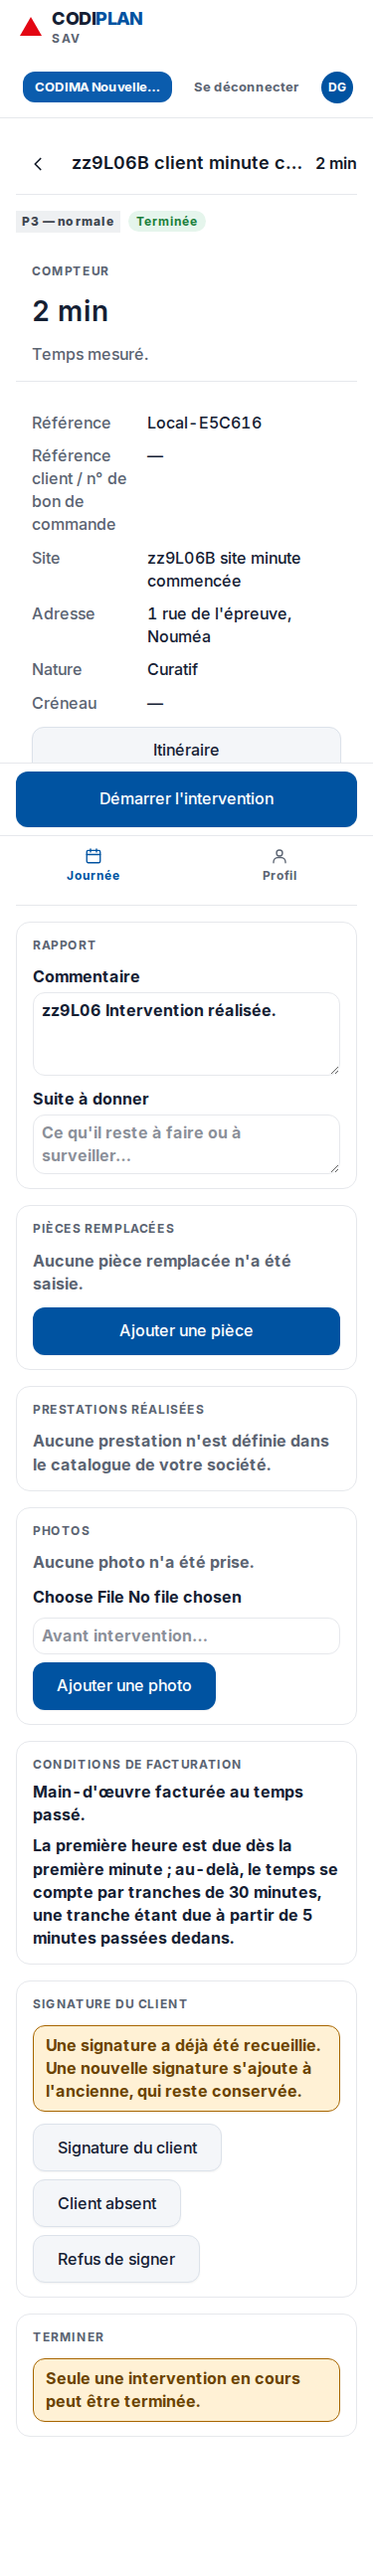 CODIPLAN
SAV
CODIMA Nouvelle...
Se déconnecter
DG
zz9L06B client minute c...
2 min
P3 — normale
Terminée
COMPTEUR
2 min
Temps mesuré.
Référence
Local-E5C616
Référence
client / n° de
bon de
commande
—
Site
zz9L06B site minute
commencée
Adresse
1 rue de l'épreuve,
Nouméa
Nature
Curatif
Créneau
—
Itinéraire
Démarrer l'intervention
Journée
Profil
RAPPORT
Commentaire
zz9L06 Intervention réalisée.
Suite à donner
Ce qu'il reste à faire ou à
surveiller...
PIÈCES REMPLACÉES
Aucune pièce remplacée n'a été
saisie.
Ajouter une pièce
PRESTATIONS RÉALISÉES
Aucune prestation n'est définie dans
le catalogue de votre société.
PHOTOS
Aucune photo n'a été prise.
Choose File No file chosen
Avant intervention...
Ajouter une photo
CONDITIONS DE FACTURATION
Main-d'œuvre facturée au temps
passé.
La première heure est due dès la
première minute ; au-delà, le temps se
compte par tranches de 30 minutes,
une tranche étant due à partir de 5
minutes passées dedans.
SIGNATURE DU CLIENT
Une signature a déjà été recueillie.
Une nouvelle signature s'ajoute à
l'ancienne, qui reste conservée.
Signature du client
Client absent
Refus de signer
TERMINER
Seule une intervention en cours
peut être terminée.